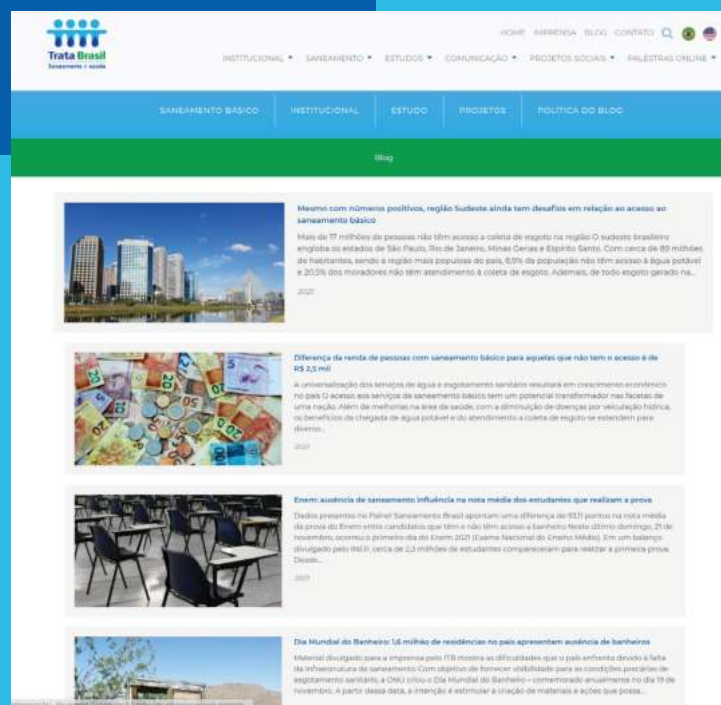 Trata Brasil
Saneamento é saúde
HOME IMPRENSA BLOG CONTATO
INSTITUCIONAL SANEAMENTO ESTUDOS COMUNICAÇÃO PROJETOS SOCIAIS PALESTRAS ONLINE
SANEAMENTO BÁSICO INSTITUCIONAL ESTUDO PROJETOS POLÍTICA DO BLOG
Blog
Mesmo com números positivos, região Sudeste ainda tem desafios em relação ao acesso ao
saneamento básico
Mais de 17 milhões de pessoas não têm acesso a coleta de esgoto na região O sudeste brasileiro
engloba os estados de São Paulo, Rio de Janeiro, Minas Gerais e Espírito Santo. Com cerca de 89 milhões
de habitantes, sendo a região mais populosa do país, 8,9% da população não têm acesso à água potável
e 20,5% dos moradores não têm atendimento à coleta de esgoto. Ademais, de todo esgoto gerado na...
2021
Diferença da renda de pessoas com saneamento básico para aquelas que não tem o acesso é de
R$ 2,5 mil
A universalização dos serviços de água e esgotamento sanitário resultará em crescimento econômico
no país O acesso aos serviços de saneamento básico tem um potencial transformador nas facetas de
uma nação. Além de melhorias na área da saúde, com a diminuição de doenças por veiculação hídrica,
os benefícios da chegada de água potável e do atendimento a coleta de esgoto se estendem para
diversos...
2021
Enem: ausência de saneamento influência na nota média dos estudantes que realizam a prova
Dados presentes no Painel Saneamento Brasil apontam uma diferença de pontos na nota média
da prova do Enem entre candidatos que têm e não têm acesso a banheiro Neste último domingo, 21 de
novembro, ocorreu o primeiro dia do Enem 2021 (Exame Nacional do Ensino Médio). Em um balanço
divulgado pelo INEP, cerca de 2,3 milhões de estudantes compareceram para realizar a primeira prova.
Desde...
2021
Dia Mundial do Banheiro: 1,6 milhão de residências no país apresentam ausência de banheiros
Material divulgado para a imprensa pelo ITB mostra as dificuldades que o país enfrenta devido à falta
da infraestrutura de saneamento Com objetivo de fornecer visibilidade para as condições precárias de
esgotamento sanitário, a ONU criou o Dia Mundial do Banheiro – comemorado anualmente no dia 19 de
novembro. A partir dessa data, a intenção é estimular a criação de materiais e ações que possa...